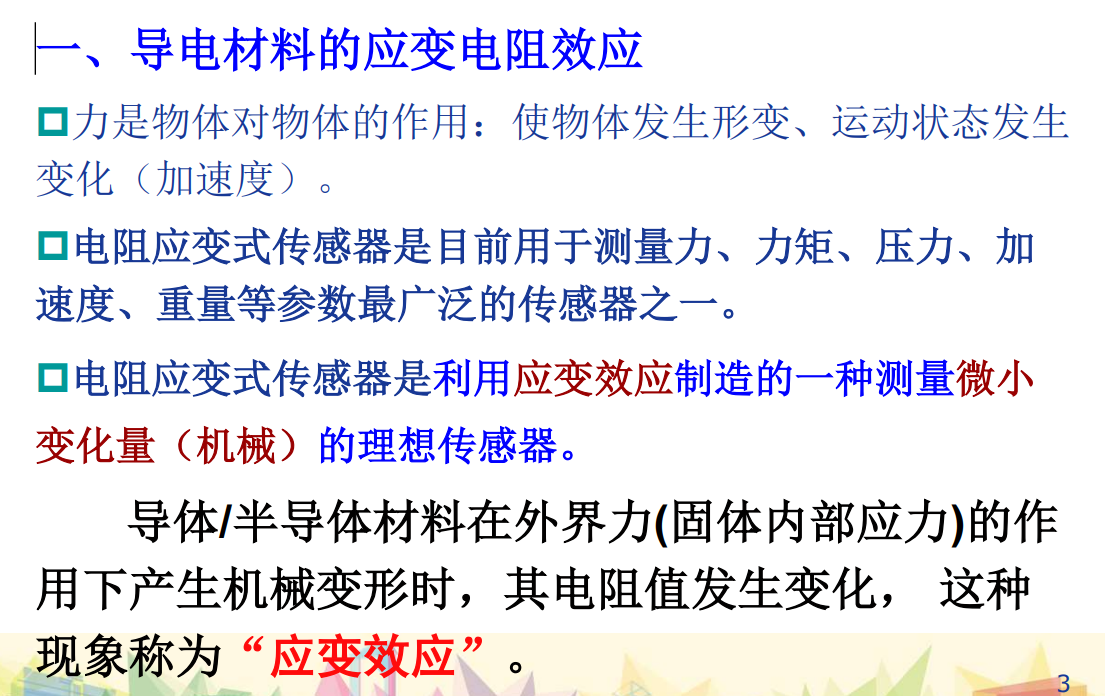 一、导电材料的应变电阻效应
力是物体对物体的作用：使物体发生形变、运动状态发生
变化（加速度）。
电阻应变式传感器是目前用于测量力、力矩、压力、加
速度、重量等参数最广泛的传感器之一。
电阻应变式传感器是利用应变效应制造的一种测量微小
变化量（机械）的理想传感器。
导体/半导体材料在外界力(固体内部应力)的作
用下产生机械变形时，其电阻值发生变化， 这种
现象称为“应变效应”。
3